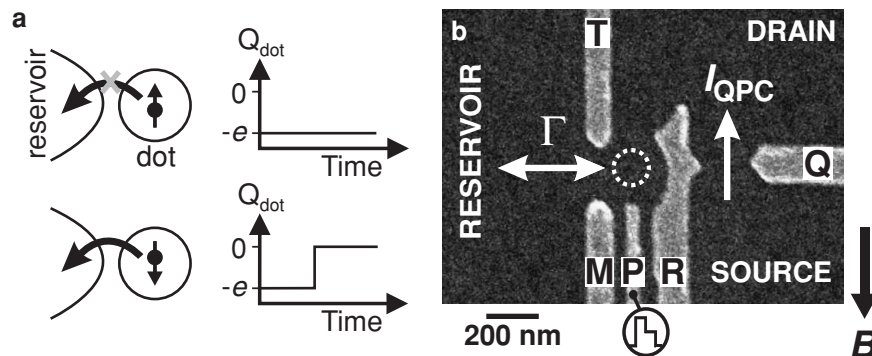 a
reservoir
dot
Q_dot
0
-e
Time
Q_dot
0
-e
Time
b
T
DRAIN
RESERVOIR
Γ
I_QPC
Q
M
P
R
SOURCE
200 nm
B